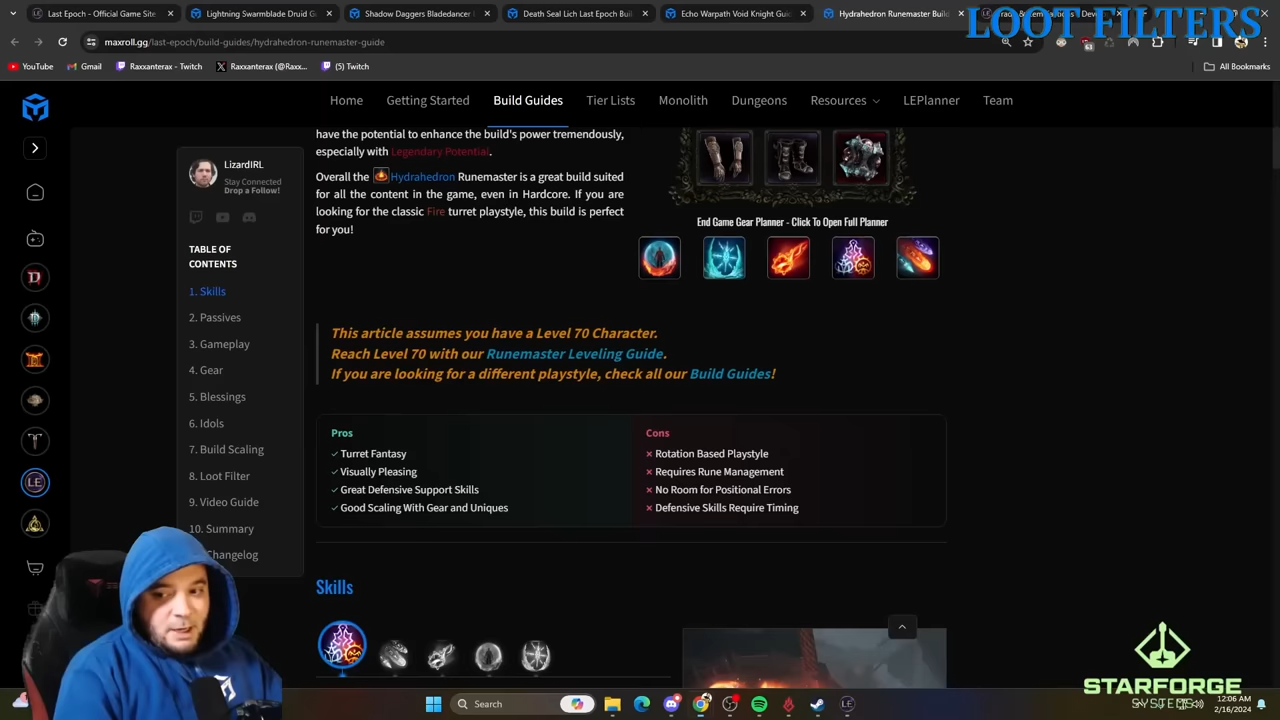 Last Epoch - Official Game Site
Lightning Swarmblade Druid G
Shadow Daggers Bladedancer
Death Seal Lich Last Epoch Buil
Echo Warpath Void Knight Guid
Hydrahedron Runemaster Build
LOOT FILTERS
maxroll.gg/last-epoch/build-guides/hydrahedron-runemaster-guide
63
YouTube
Gmail
Raxxanterax - Twitch
Raxxanterax (@Raxx...
(5) Twitch
All Bookmarks
Home
Getting Started
Build Guides
Tier Lists
Monolith
Dungeons
Resources
LEPlanner
Team
LizardIRL
Stay Connected
Drop a Follow!
TABLE OF
CONTENTS
1. Skills
2. Passives
3. Gameplay
4. Gear
5. Blessings
6. Idols
7. Build Scaling
8. Loot Filter
9. Video Guide
10. Summary
Changelog
have the potential to enhance the build's power tremendously,
especially with Legendary Potential.
Overall the Hydrahedron Runemaster is a great build suited
for all the content in the game, even in Hardcore. If you are
looking for the classic Fire turret playstyle, this build is perfect
for you!
End Game Gear Planner - Click To Open Full Planner
This article assumes you have a Level 70 Character.
Reach Level 70 with our Runemaster Leveling Guide.
If you are looking for a different playstyle, check all our Build Guides!
Pros
Turret Fantasy
Visually Pleasing
Great Defensive Support Skills
Good Scaling With Gear and Uniques
Cons
Rotation Based Playstyle
Requires Rune Management
No Room for Positional Errors
Defensive Skills Require Timing
Skills
LE
STARFORGE
SYSTEMS
Search
LE
12:06 AM
2/16/2024